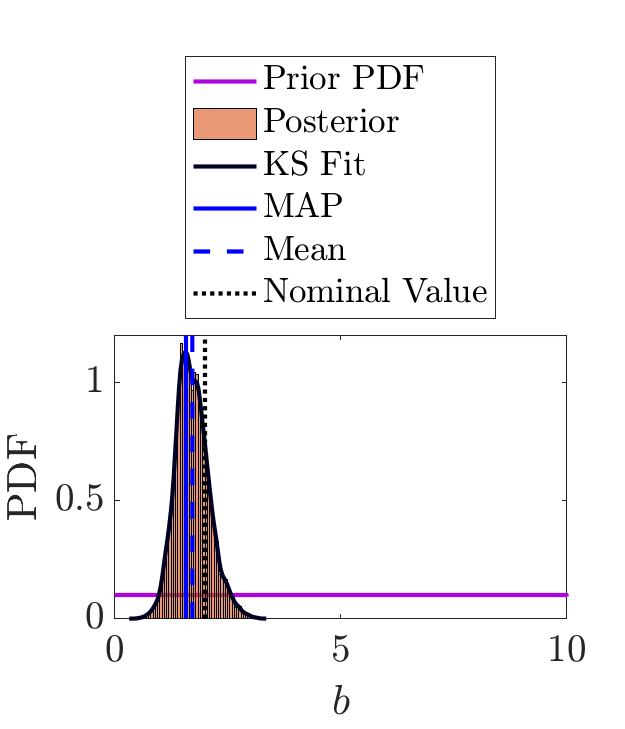 Prior PDF
Posterior
KS Fit
MAP
Mean
Nominal Value
1
0.5
0
PDF
0 5 10
b